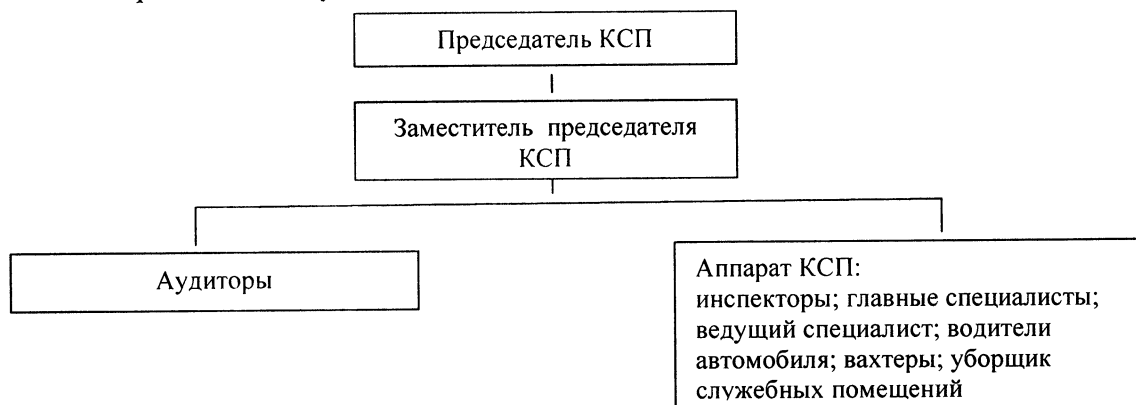 Председатель КСП
Заместитель председателя
КСП
Аудиторы
Аппарат КСП:
инспекторы; главные специалисты;
ведущий специалист; водители
автомобиля; вахтеры; уборщик
служебных помещений